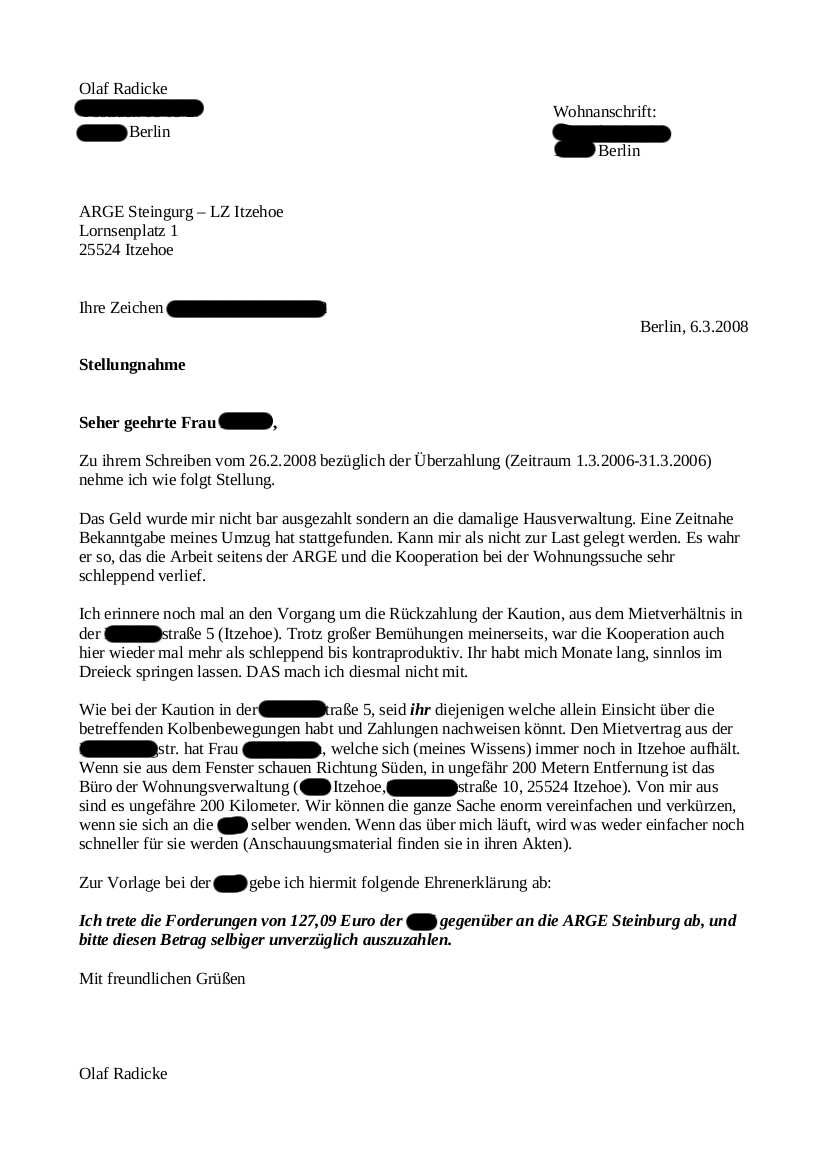 Olaf Radicke
Wohnanschrift:
Berlin
Berlin
ARGE Steingurg – LZ Itzehoe
Lornsenplatz 1
25524 Itzehoe
Ihre Zeichen
Berlin, 6.3.2008
Stellungnahme
Seher geehrte Frau ,
Zu ihrem Schreiben vom 26.2.2008 bezüglich der Überzahlung (Zeitraum 1.3.2006-31.3.2006)
nehme ich wie folgt Stellung.
Das Geld wurde mir nicht bar ausgezahlt sondern an die damalige Hausverwaltung. Eine Zeitnahe
Bekanntgabe meines Umzug hat stattgefunden. Kann mir als nicht zur Last gelegt werden. Es wahr
er so, das die Arbeit seitens der ARGE und die Kooperation bei der Wohnungssuche sehr
schleppend verlief.
Ich erinnere noch mal an den Vorgang um die Rückzahlung der Kaution, aus dem Mietverhältnis in
der straße 5 (Itzehoe). Trotz großer Bemühungen meinerseits, war die Kooperation auch
hier wieder mal mehr als schleppend bis kontraproduktiv. Ihr habt mich Monate lang, sinnlos im
Dreieck springen lassen. DAS mach ich diesmal nicht mit.
Wie bei der Kaution in der traße 5, seid ihr diejenigen welche allein Einsicht über die
betreffenden Kolbenbewegungen habt und Zahlungen nachweisen könnt. Den Mietvertrag aus der
str. hat Frau , welche sich (meines Wissens) immer noch in Itzehoe aufhält.
Wenn sie aus dem Fenster schauen Richtung Süden, in ungefähr 200 Metern Entfernung ist das
Büro der Wohnungsverwaltung ( Itzehoe, straße 10, 25524 Itzehoe). Von mir aus
sind es ungefähre 200 Kilometer. Wir können die ganze Sache enorm vereinfachen und verkürzen,
wenn sie sich an die selber wenden. Wenn das über mich läuft, wird was weder einfacher noch
schneller für sie werden (Anschauungsmaterial finden sie in ihren Akten).
Zur Vorlage bei der gebe ich hiermit folgende Ehrenerklärung ab:
Ich trete die Forderungen von 127,09 Euro der gegenüber an die ARGE Steinburg ab, und
bitte diesen Betrag selbiger unverzüglich auszuzahlen.
Mit freundlichen Grüßen
Olaf Radicke